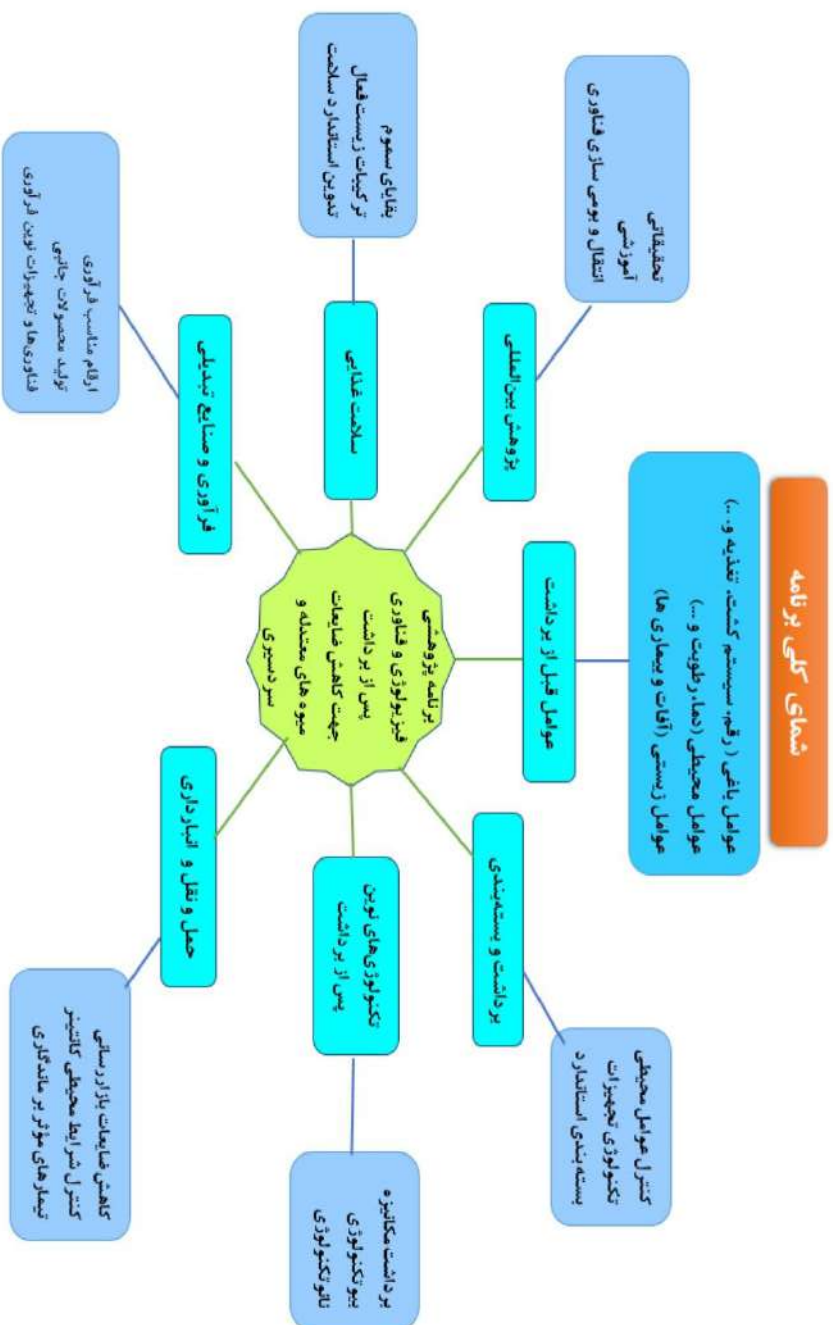 شمای کلی برنامه
عوامل باغی ( رقم، سیستم کشت، تغذیه و...)
عوامل محیطی (دما، رطوبت و ...)
عوامل زیستی (آفات و بیماری ها)
عوامل قبل از برداشت
برنامه پژوهشی
فیزیولوژی و فناوری
پس از برداشت
جهت کاهش ضایعات
میوه های معتدله و
سردسیری
برداشت و بسته‌بندی
کنترل عوامل محیطی
تکنولوژی تجهیزات
بسته بندی استاندارد
تکنولوژی‌های نوین
پس از برداشت
برداشت مکانیزه
بیوتکنولوژی
نانوتکنولوژی
حمل و نقل و انبارداری
کاهش ضایعات بازاررسانی
کنترل شرایط محیطی کانتینر
تیمارهای مؤثر بر ماندگاری
فرآوری و صنایع تبدیلی
ارقام مناسب فرآوری
تولید محصولات جانبی
فناوری‌ها و تجهیزات نوین فرآوری
سلامت غذایی
بقایای سموم
ترکیبات زیست فعال
تدوین استاندارد سلامت
پژوهش بین‌المللی
تحقیقاتی
آموزشی
انتقال و بومی سازی فناوری